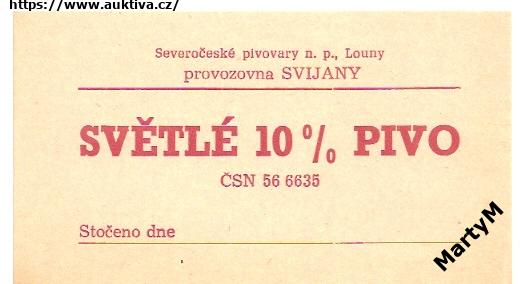 https://www.auktiva.cz/
Severočeské pivovary n. p., Louny
provozovna SVIJANY
SVĚTLÉ 10 % PIVO
ČSN 56 6635
Stočeno dne
MartyM